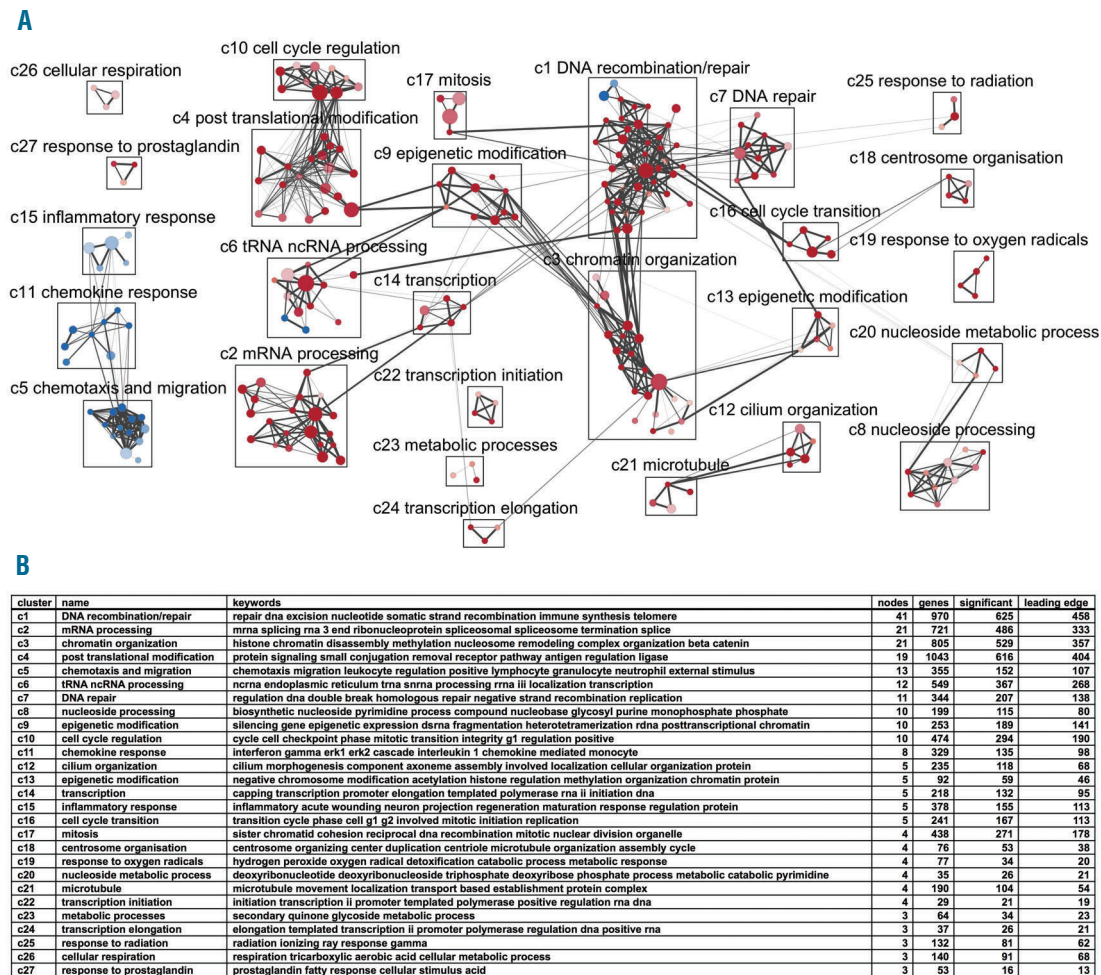 A
c10 cell cycle regulation
c26 cellular respiration
c17 mitosis
c1 DNA recombination/repair
c25 response to radiation
c7 DNA repair
c4 post translational modification
c27 response to prostaglandin
c9 epigenetic modification
c18 centrosome organisation
c15 inflammatory response
c16 cell cycle transition
c6 tRNA ncRNA processing
c19 response to oxygen radicals
c3 chromatin organization
c11 chemokine response
c14 transcription
c13 epigenetic modification
c20 nucleoside metabolic process
c2 mRNA processing
c22 transcription initiation
c5 chemotaxis and migration
c12 cilium organization
c8 nucleoside processing
c23 metabolic processes
c21 microtubule
c24 transcription elongation
B
cluster name keywords nodes genes significant leading edge
c1 DNA recombination/repair repair dna excision nucleotide somatic strand recombination immune synthesis telomere 41 970 625 458
c2 mRNA processing mrna splicing rna 3 end ribonucleoprotein spliceosomal spliceosome termination splice 21 721 486 333
c3 chromatin organization histone chromatin disassembly methylation nucleosome remodeling complex organization beta catenin 21 805 529 357
c4 post translational modification protein signaling small conjugation removal receptor pathway antigen regulation ligase 19 1043 616 404
c5 chemotaxis and migration chemotaxis migration leukocyte regulation positive lymphocyte granulocyte neutrophil external stimulus 13 355 152 107
c6 tRNA ncRNA processing ncrna endoplasmic reticulum trna snrna processing rrna iii localization transcription 12 549 367 268
c7 DNA repair regulation dna double break homologous repair negative strand recombination replication 11 344 207 138
c8 nucleoside processing biosynthetic nucleoside pyrimidine process compound nucleobase glycosyl purine monophosphate phosphate 10 199 115 80
c9 epigenetic modification silencing gene epigenetic expression dsrna fragmentation heterotetramerization rdna posttranscriptional chromatin 10 253 189 141
c10 cell cycle regulation cycle cell checkpoint phase mitotic transition integrity g1 regulation positive 10 474 294 190
c11 chemokine response interferon gamma erk1 erk2 cascade interleukin 1 chemokine mediated monocyte 8 329 135 98
c12 cilium organization cilium morphogenesis component axoneme assembly involved localization cellular organization protein 5 235 118 68
c13 epigenetic modification negative chromosome modification acetylation histone regulation methylation organization chromatin protein 5 92 59 46
c14 transcription capping transcription promoter elongation templated polymerase rna ii initiation dna 5 218 132 95
c15 inflammatory response inflammatory acute wounding neuron projection regeneration maturation response regulation protein 5 378 155 113
c16 cell cycle transition transition cycle phase cell g1 g2 involved mitotic initiation replication 5 241 167 113
c17 mitosis sister chromatid cohesion reciprocal dna recombination mitotic nuclear division organelle 4 438 271 178
c18 centrosome organisation centrosome organizing center duplication centriole microtubule organization assembly cycle 4 76 53 38
c19 response to oxygen radicals hydrogen peroxide oxygen radical detoxification catabolic process metabolic response 4 77 34 20
c20 nucleoside metabolic process deoxyribonucleotide deoxyribonucleoside triphosphate deoxyribose phosphate process metabolic catabolic pyrimidine 4 35 26 21
c21 microtubule microtubule movement localization transport based establishment protein complex 4 190 104 54
c22 transcription initiation initiation transcription ii promoter templated polymerase positive regulation rna dna 4 29 21 19
c23 metabolic processes secondary quinone glycoside metabolic process 3 64 34 23
c24 transcription elongation elongation templated transcription ii promoter polymerase regulation dna positive rna 3 37 26 21
c25 response to radiation radiation ionizing ray response gamma 3 132 81 62
c26 cellular respiration respiration tricarboxylic aerobic acid cellular metabolic process 3 140 91 68
c27 response to prostaglandin prostaglandin fatty response cellular stimulus acid 3 53 16 13